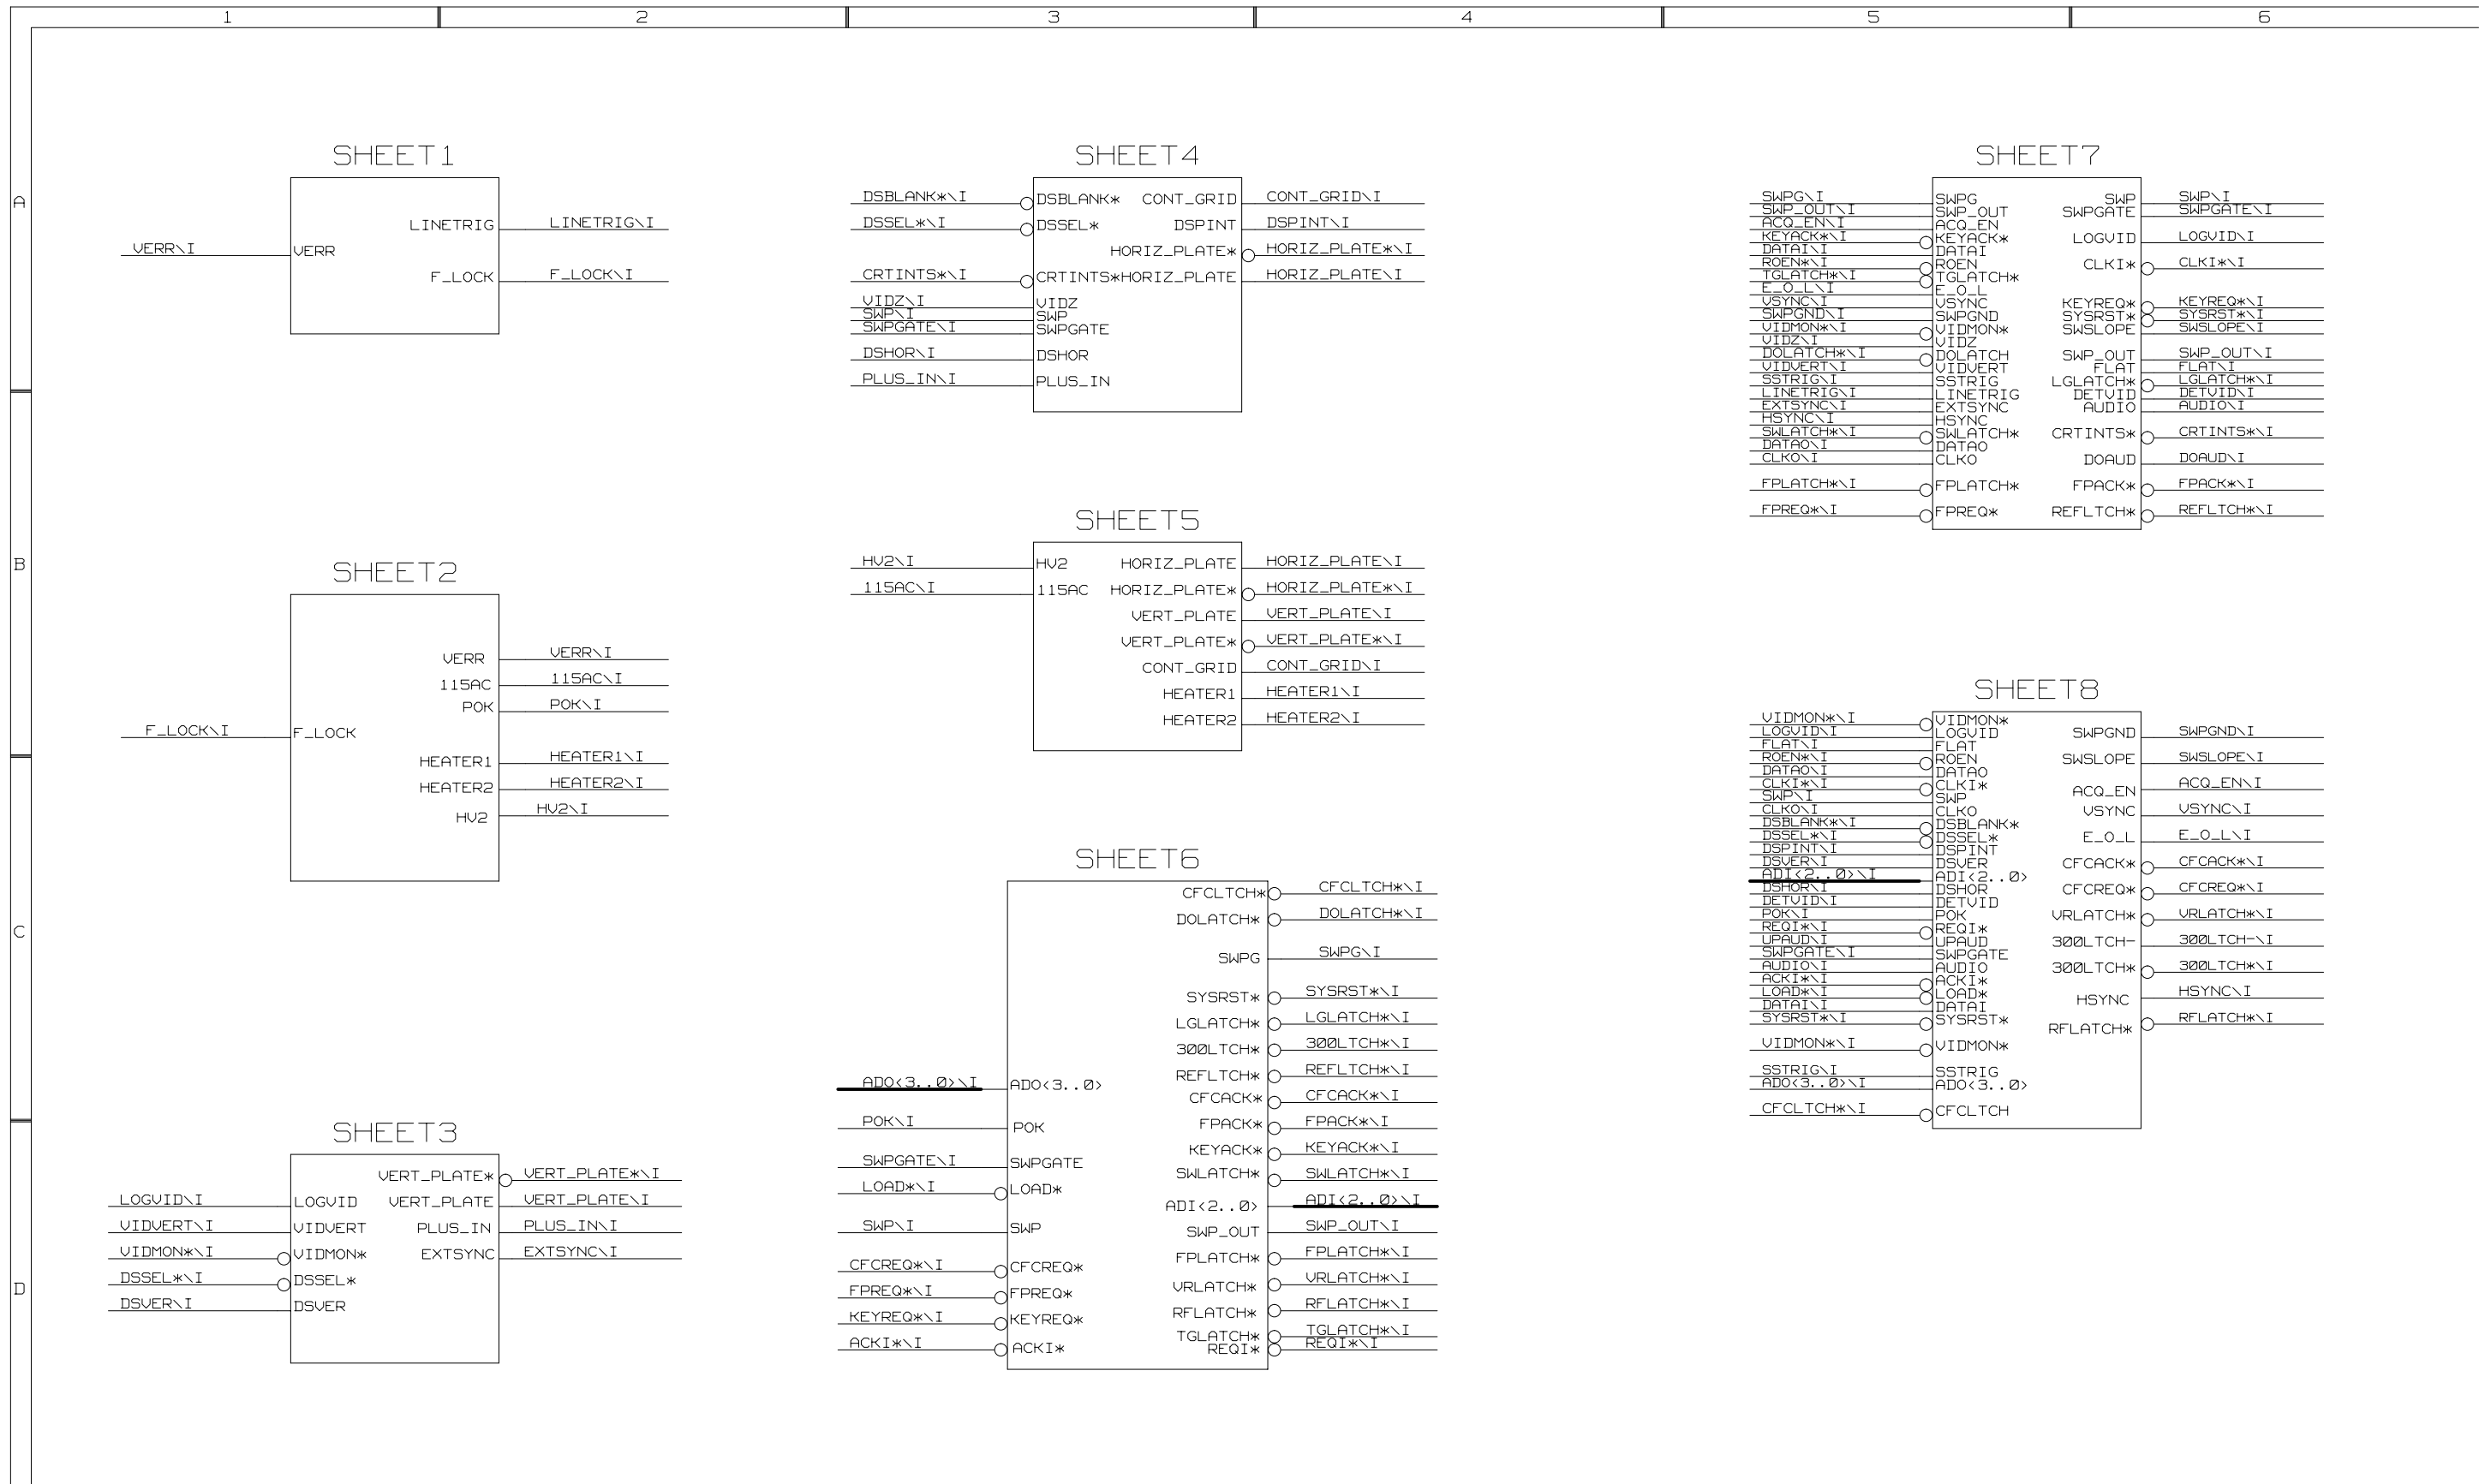 1 2 3 4 5 6
A
B
C
D
SHEET1
VERR\I VERR
LINETRIG LINETRIG\I
F_LOCK F_LOCK\I
SHEET2
F_LOCK\I F_LOCK
VERR VERR\I
115AC 115AC\I
POK POK\I
HEATER1 HEATER1\I
HEATER2 HEATER2\I
HV2 HV2\I
SHEET3
LOGVID\I LOGVID
VIDVERT\I VIDVERT
VIDMON*\I VIDMON*
DSSEL*\I DSSEL*
DSVER\I DSVER
VERT_PLATE* VERT_PLATE*\I
VERT_PLATE VERT_PLATE\I
PLUS_IN PLUS_IN\I
EXTSYNC EXTSYNC\I
SHEET4
DSBLANK*\I DSBLANK*
DSSEL*\I DSSEL*
CRTINTS*\I CRTINTS*
VIDZ\I VIDZ
SWP\I SWP
SWPGATE\I SWPGATE
DSHOR\I DSHOR
PLUS_IN\I PLUS_IN
CONT_GRID CONT_GRID\I
DSPINT DSPINT\I
HORIZ_PLATE* HORIZ_PLATE*\I
HORIZ_PLATE HORIZ_PLATE\I
SHEET5
HV2\I HV2
115AC\I 115AC
HORIZ_PLATE HORIZ_PLATE\I
HORIZ_PLATE* HORIZ_PLATE*\I
VERT_PLATE VERT_PLATE\I
VERT_PLATE* VERT_PLATE*\I
CONT_GRID CONT_GRID\I
HEATER1 HEATER1\I
HEATER2 HEATER2\I
SHEET6
ADO<3..0>\I ADO<3..0>
POK\I POK
SWPGATE\I SWPGATE
LOAD*\I LOAD*
SWP\I SWP
CFCREQ*\I CFCREQ*
FPREQ*\I FPREQ*
KEYREQ*\I KEYREQ*
ACKI*\I ACKI*
CFCLTCH* CFCLTCH*\I
DOLATCH* DOLATCH*\I
SWPG SWPG\I
SYSRST* SYSRST*\I
LGLATCH* LGLATCH*\I
300LTCH* 300LTCH*\I
REFLTCH* REFLTCH*\I
CFCACK* CFCACK*\I
FPACK* FPACK*\I
KEYACK* KEYACK*\I
SWLATCH* SWLATCH*\I
ADI<2..0> ADI<2..0>\I
SWP_OUT SWP_OUT\I
FPLATCH* FPLATCH*\I
VRLATCH* VRLATCH*\I
RFLATCH* RFLATCH*\I
TGLATCH* TGLATCH*\I
REQI* REQI*\I
SHEET7
SWPG\I SWPG
SWP_OUT\I SWP_OUT
ACQ_EN\I ACQ_EN
KEYACK*\I KEYACK*
DATAI\I DATAI
ROEN*\I ROEN
TGLATCH*\I TGLATCH*
E_O_L\I E_O_L
VSYNC\I VSYNC
SWPGND\I SWPGND
VIDMON*\I VIDMON*
VIDZ\I VIDZ
DOLATCH*\I DOLATCH
VIDVERT\I VIDVERT
SSTRIG\I SSTRIG
LINETRIG\I LINETRIG
EXTSYNC\I EXTSYNC
HSYNC\I HSYNC
SWLATCH*\I SWLATCH*
DATAO\I DATAO
CLKO\I CLKO
FPLATCH*\I FPLATCH*
FPREQ*\I FPREQ*
SWP SWP\I
SWPGATE SWPGATE\I
LOGVID LOGVID\I
CLKI* CLKI*\I
KEYREQ* KEYREQ*\I
SYSRST* SYSRST*\I
SWSLOPE SWSLOPE\I
SWP_OUT SWP_OUT\I
FLAT FLAT\I
LGLATCH* LGLATCH*\I
DETVID DETVID\I
AUDIO AUDIO\I
CRTINTS* CRTINTS*\I
DOAUD DOAUD\I
FPACK* FPACK*\I
REFLTCH* REFLTCH*\I
SHEET8
VIDMON*\I VIDMON*
LOGVID\I LOGVID
FLAT\I FLAT
ROEN*\I ROEN
DATAO\I DATAO
CLKI*\I CLKI*
SWP\I SWP
CLKO\I CLKO
DSBLANK*\I DSBLANK*
DSSEL*\I DSSEL*
DSPINT\I DSPINT
DSVER\I DSVER
ADI<2..0>\I ADI<2..0>
DSHOR\I DSHOR
DETVID\I DETVID
POK\I POK
REQI*\I REQI*
UPAUD\I UPAUD
SWPGATE\I SWPGATE
AUDIO\I AUDIO
ACKI*\I ACKI*
LOAD*\I LOAD*
DATAI\I DATAI
SYSRST*\I SYSRST*
VIDMON*\I VIDMON*
SSTRIG\I SSTRIG
ADO<3..0>\I ADO<3..0>
CFCLTCH*\I CFCLTCH
SWPGND SWPGND\I
SWSLOPE SWSLOPE\I
ACQ_EN ACQ_EN\I
VSYNC VSYNC\I
E_O_L E_O_L\I
CFCACK* CFCACK*\I
CFCREQ* CFCREQ*\I
VRLATCH* VRLATCH*\I
300LTCH- 300LTCH-\I
300LTCH* 300LTCH*\I
HSYNC HSYNC\I
RFLATCH* RFLATCH*\I